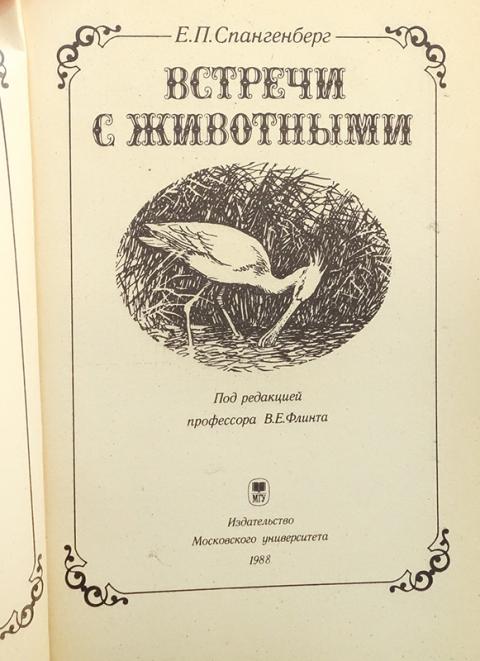 Е.П.Спангенберг
ВСТРЕЧИ
С ЖИВОТНЫМИ
Под редакцией
профессора В.Е.Флинта
МГУ
Издательство
Московского университета
1988